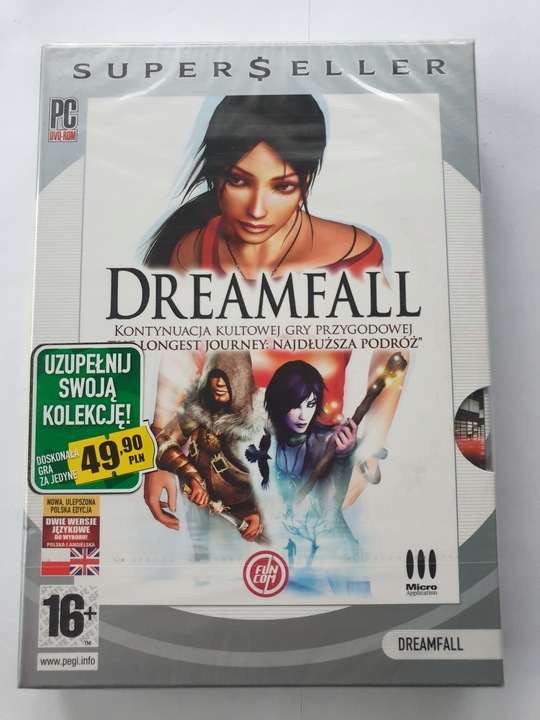 SUPER$ELLER
PC
DVD-ROM
DREAMFALL
KONTYNUACJA KULTOWEJ GRY PRZYGODOWEJ
LONGEST JOURNEY: NAJDŁUŻSZA PODRÓŻ"
UZUPEŁNIJ
SWOJĄ
KOLEKCJĘ!
DOSKONAŁA
GRA
ZA JEDYNE
49,90
PLN
NOWA, ULEPSZONA
POLSKA EDYCJA
DWIE WERSJE
JĘZYKOWE
DO WYBORU!
POLSKA I ANGIELSKA
FUN
COM
Micro
Application
16+
www.pegi.info
DREAMFALL